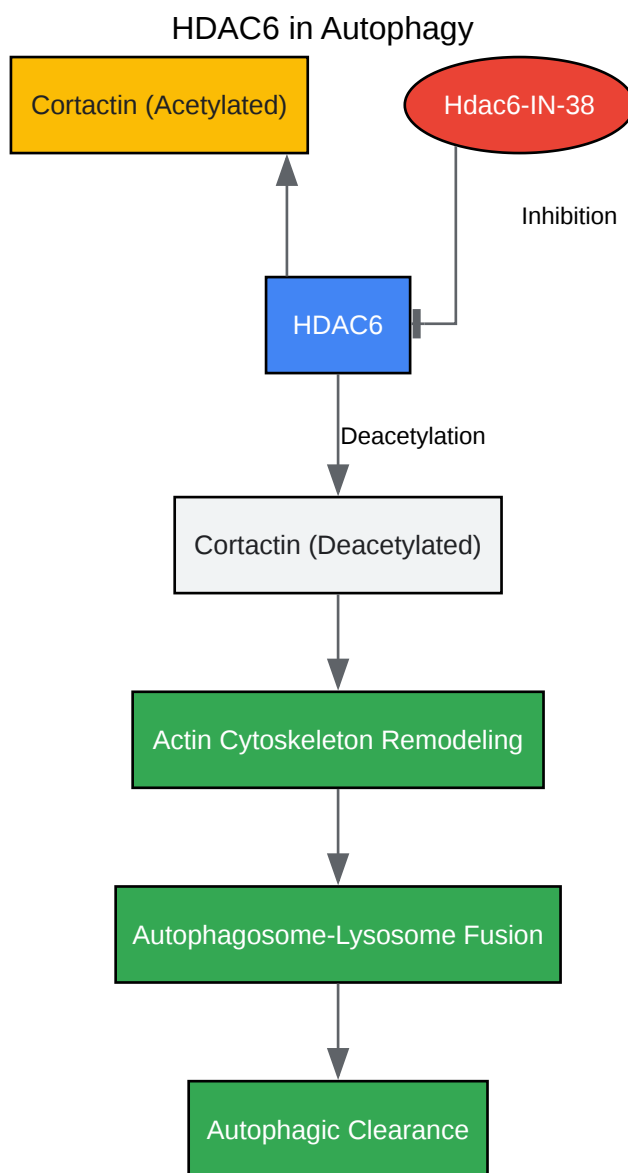 HDAC6 in Autophagy
Cortactin (Acetylated)
Hdac6-IN-38
Inhibition
HDAC6
Deacetylation
Cortactin (Deacetylated)
Actin Cytoskeleton Remodeling
Autophagosome-Lysosome Fusion
Autophagic Clearance